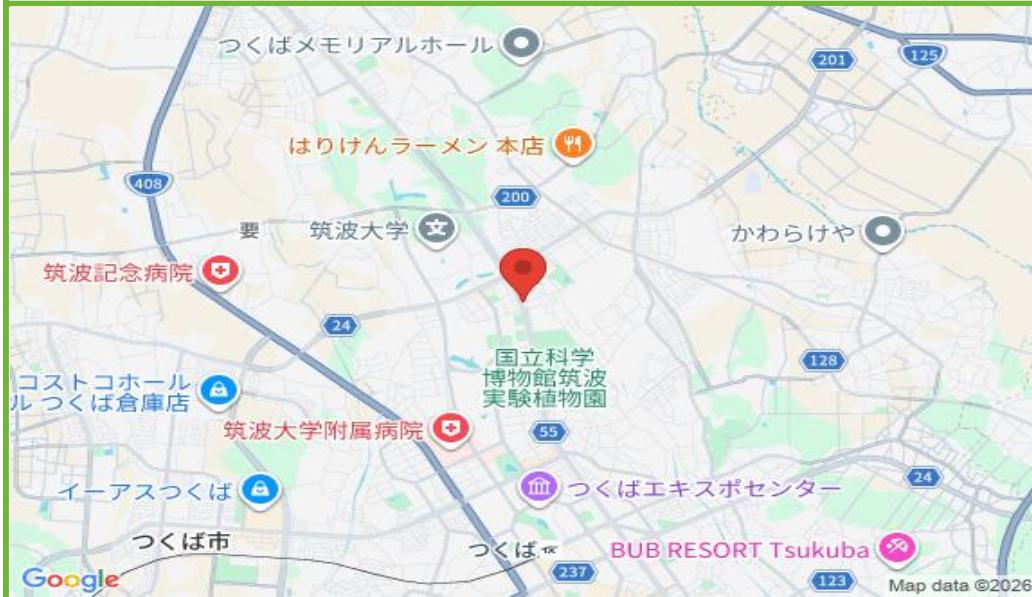 つくばメモリアルホール
201
125
はりけんラーメン 本店
408
200
要
筑波大学
文
かわらけや
筑波記念病院
24
国立科学
博物館筑波
実験植物園
128
コストコホール
ル つくば倉庫店
筑波大学附属病院
55
イーアスつくば
つくばエキスポセンター
24
つくば市
つくば
BUB RESORT Tsukuba
237
123
Google
Map data ©2026